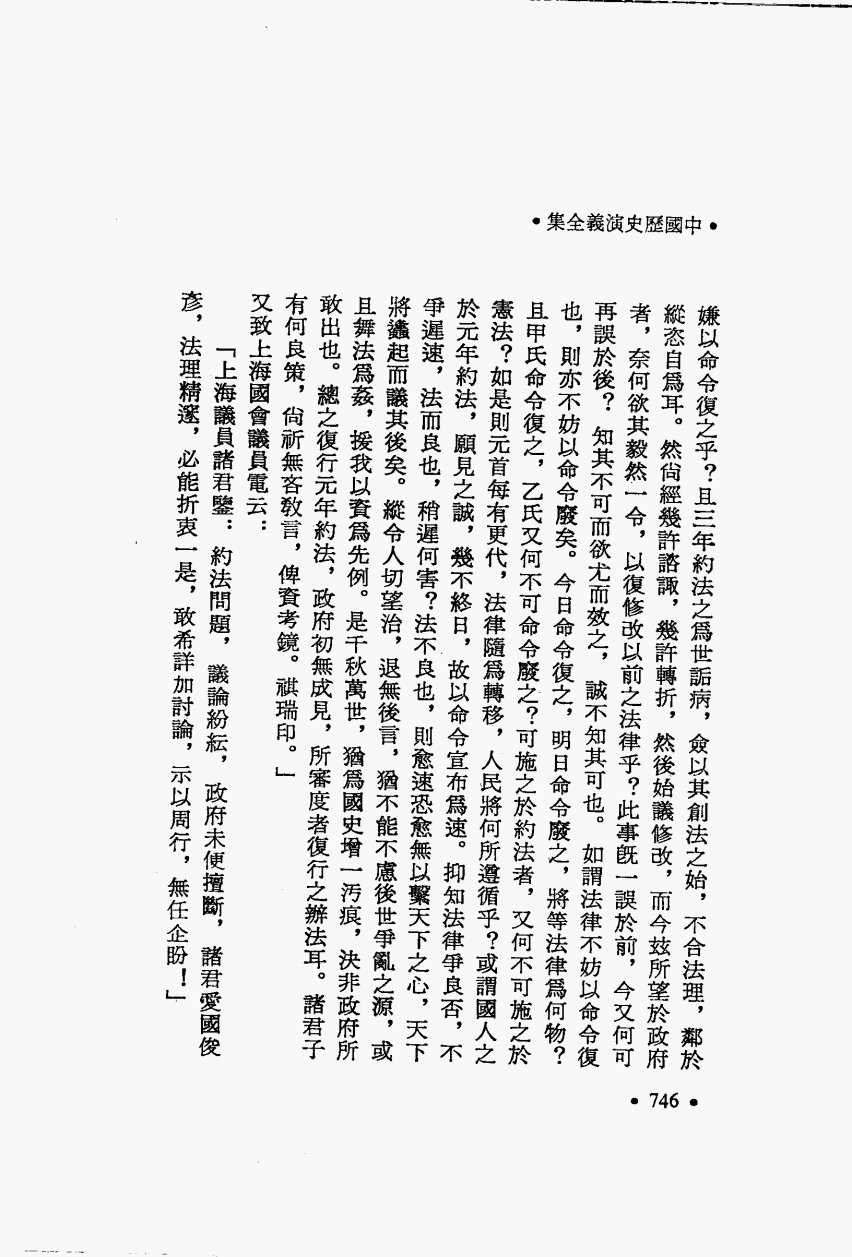 •中國歷史演義全集•
嫌以命令復之乎？且三年約法之爲世詬病，僉以其創法之始，不合法理，鄰於
縱恣自爲耳。然尙經幾許諮諏，幾許轉折，然後始議修改，而今玆所望於政府
者，奈何欲其毅然一令，以復修改以前之法律乎？此事旣一誤於前，今又何可
再誤於後？知其不可而欲尤而效之，誠不知其可也。如謂法律不妨以命令復
也，則亦不妨以命令廢矣。今日命令復之，明日命令廢之，將等法律爲何物？
且甲氏命令復之，乙氏又何不可命令廢之？可施之於約法者，又何不可施之於
憲法？如是則元首每有更代，法律隨爲轉移，人民將何所遵循乎？或謂國人之
於元年約法，願見之誠，幾不終日，故以命令宣布爲速。抑知法律爭良否，不
爭遲速，法而良也，稍遲何害？法不良也，則愈速恐愈無以繫天下之心，天下
將蠭起而議其後矣。縱令人切望治，退無後言，猶不能不慮後世爭亂之源，或
且舞法爲姦，援我以資爲先例。是千秋萬世，猶爲國史增一汚痕，決非政府所
敢出也。總之復行元年約法，政府初無成見，所審度者復行之辦法耳。諸君子
有何良策，尙祈無吝敎言，俾資考鏡。祺瑞印。」
又致上海國會議員電云：
「上海議員諸君鑒：約法問題，議論紛紜，政府未便擅斷，諸君愛國俊
彥，法理精邃，必能折衷一是，敢希詳加討論，示以周行，無任企盼！」
•746•